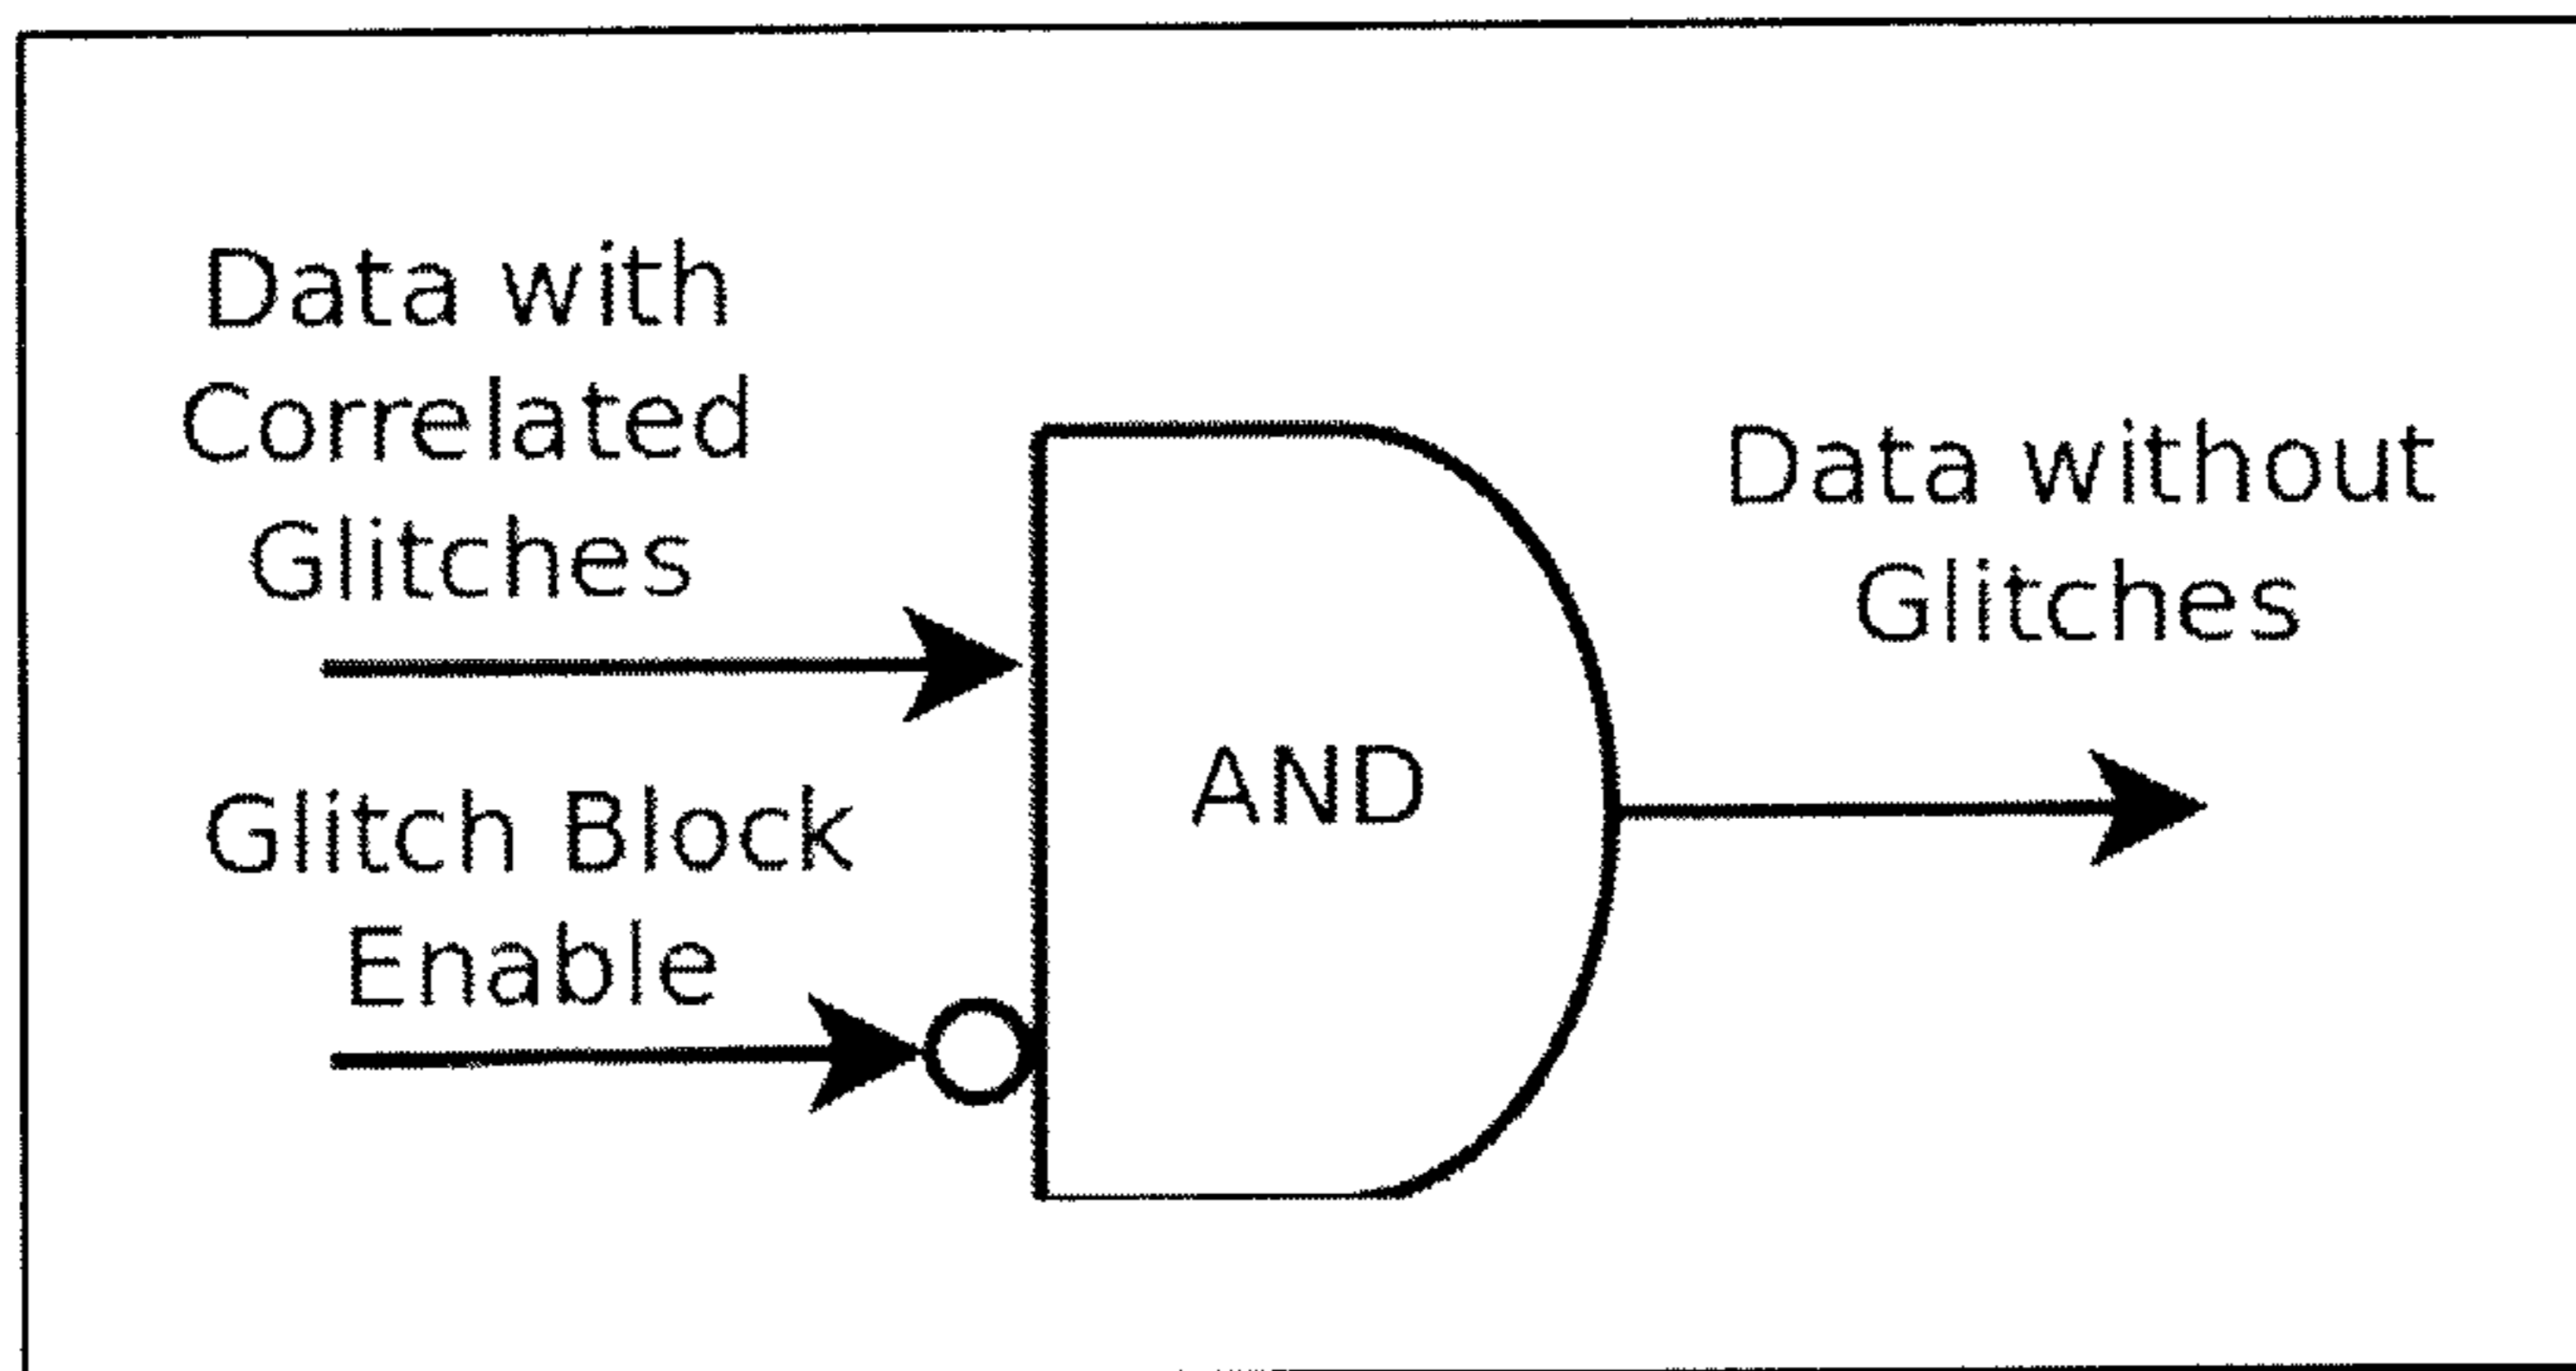 Data with
Correlated
Glitches
Glitch Block
Enable
AND
Data without
Glitches